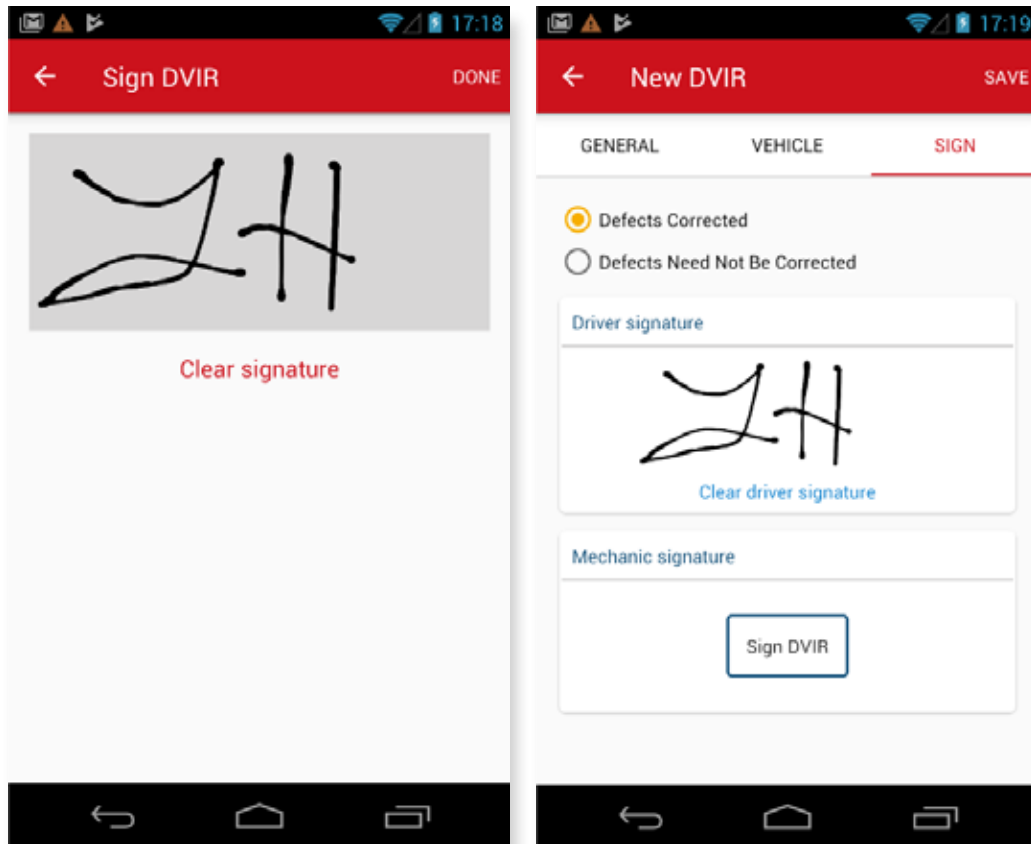 17:18
Sign DVIR
DONE
Clear signature
17:19
New DVIR
SAVE
GENERAL
VEHICLE
SIGN
Defects Corrected
Defects Need Not Be Corrected
Driver signature
Clear driver signature
Mechanic signature
Sign DVIR